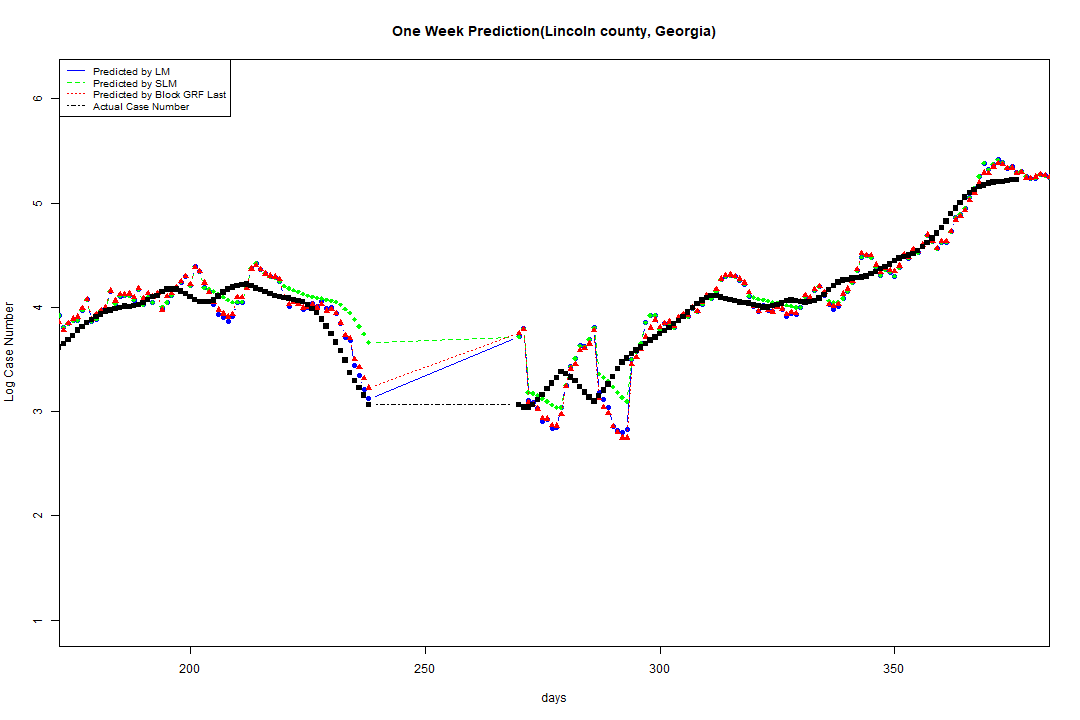 One Week Prediction(Lincoln county, Georgia)
Predicted by LM
Predicted by SLM
Predicted by Block GRF Last
Actual Case Number
Log Case Number
6
5
4
3
2
1
200 250 300 350
days